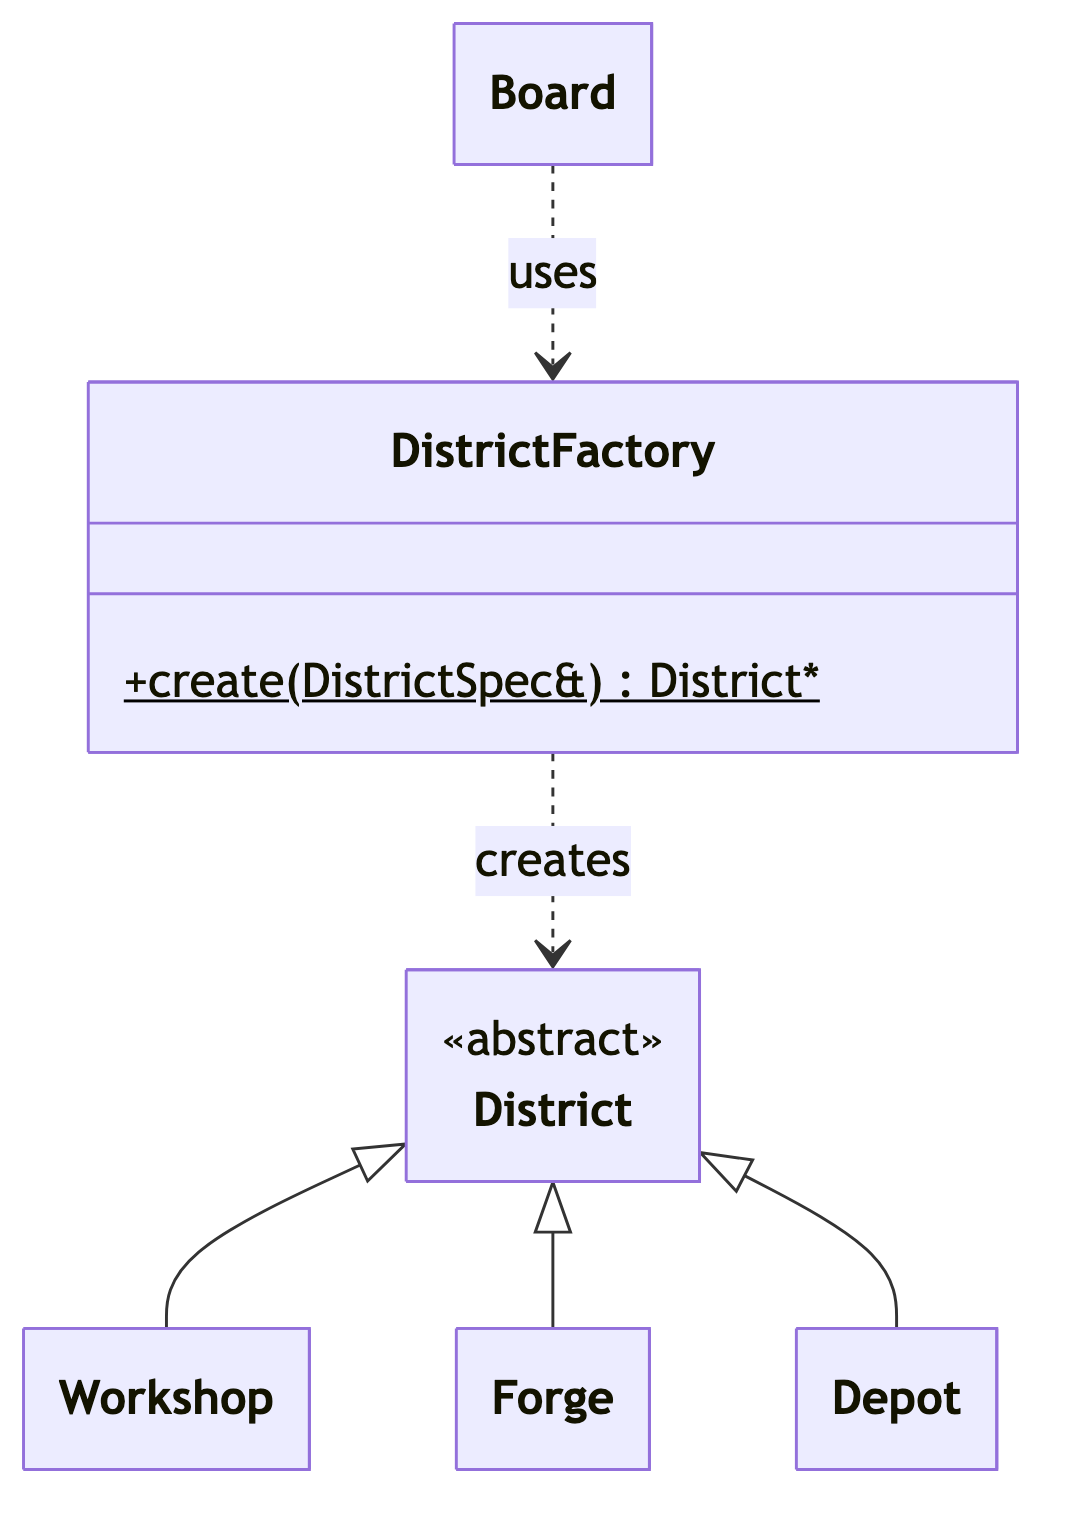 Board
uses
DistrictFactory
+create(DistrictSpec&) : District*
creates
«abstract»
District
Workshop
Forge
Depot